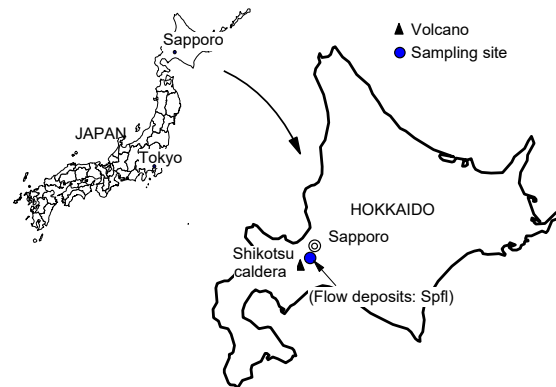 Sapporo
JAPAN
Tokyo
Volcano
Sampling site
HOKKAIDO
Sapporo
Shikotsu
caldera
(Flow deposits: Spfl)